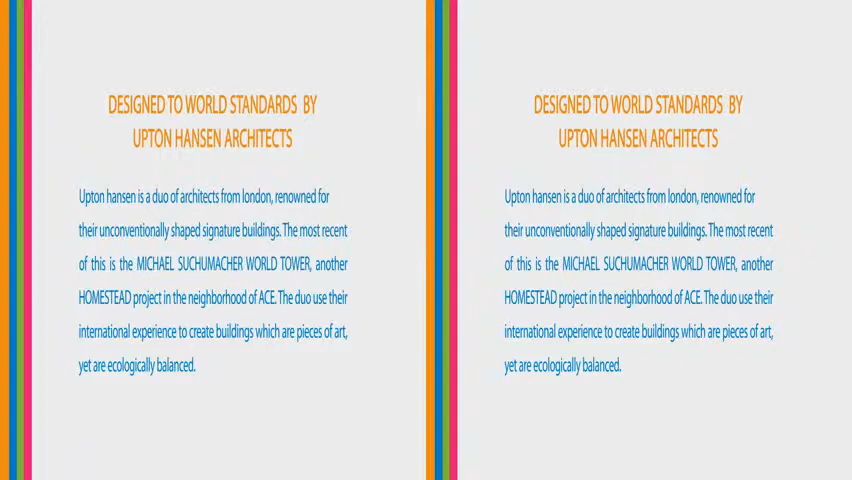 DESIGNED TO WORLD STANDARDS BY
UPTON HANSEN ARCHITECTS
Upton hansen is a duo of architects from london, renowned for
their unconventionally shaped signature buildings. The most recent
of this is the MICHAEL SUCHUMACHER WORLD TOWER, another
HOMESTEAD project in the neighborhood of ACE. The duo use their
international experience to create buildings which are pieces of art,
yet are ecologically balanced.
DESIGNED TO WORLD STANDARDS BY
UPTON HANSEN ARCHITECTS
Upton hansen is a duo of architects from london, renowned for
their unconventionally shaped signature buildings. The most recent
of this is the MICHAEL SUCHUMACHER WORLD TOWER, another
HOMESTEAD project in the neighborhood of ACE. The duo use their
international experience to create buildings which are pieces of art,
yet are ecologically balanced.